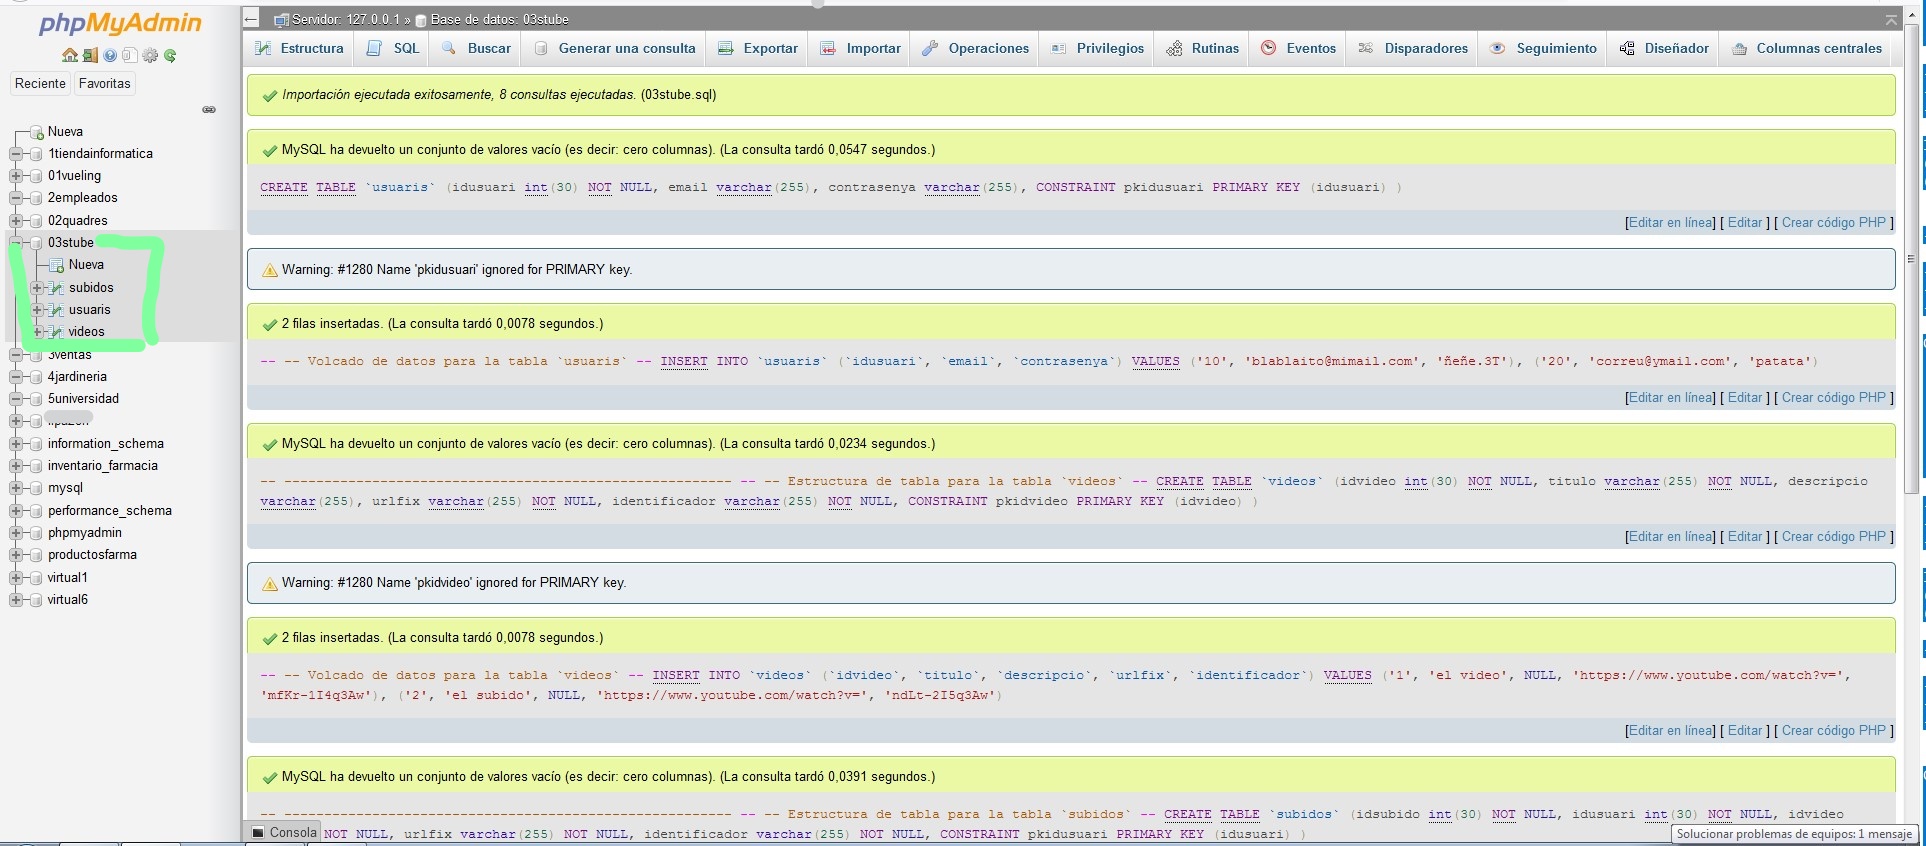 phpMyAdmin
Reciente Favoritas
Nueva
1tiendainformatica
01vueling
2empleados
02quadres
03stube
Nueva
subidos
usuaris
videos
3ventas
4jardineria
5universidad
information_schema
inventario_farmacia
mysql
performance_schema
phpmyadmin
productosfarma
virtual1
virtual6
Servidor: 127.0.0.1 » Base de datos: 03stube
Estructura SQL Buscar Generar una consulta Exportar Importar Operaciones Privilegios Rutinas Eventos Disparadores Seguimiento Diseñador Columnas centrales
Importación ejecutada exitosamente, 8 consultas ejecutadas. (03stube.sql)
MySQL ha devuelto un conjunto de valores vacío (es decir: cero columnas). (La consulta tardó 0,0547 segundos.)
CREATE TABLE `usuaris` (idusuari int(30) NOT NULL, email varchar(255), contrasenya varchar(255), CONSTRAINT pkidusuari PRIMARY KEY (idusuari) )
[Editar en línea] [ Editar ] [ Crear código PHP ]
Warning: #1280 Name 'pkidusuari' ignored for PRIMARY key.
2 filas insertadas. (La consulta tardó 0,0078 segundos.)
-- -- Volcado de datos para la tabla `usuaris` -- INSERT INTO `usuaris` (`idusuari`, `email`, `contrasenya`) VALUES ('10', 'blablaito@mimail.com', 'ñeñe.3T'), ('20', 'correu@ymail.com', 'patata')
[Editar en línea] [ Editar ] [ Crear código PHP ]
MySQL ha devuelto un conjunto de valores vacío (es decir: cero columnas). (La consulta tardó 0,0234 segundos.)
-- -------------------------------------------------------- -- -- Estructura de tabla para la tabla `videos` -- CREATE TABLE `videos` (idvideo int(30) NOT NULL, titulo varchar(255) NOT NULL, descripcio
varchar(255), urlfix varchar(255) NOT NULL, identificador varchar(255) NOT NULL, CONSTRAINT pkidvideo PRIMARY KEY (idvideo) )
[Editar en línea] [ Editar ] [ Crear código PHP ]
Warning: #1280 Name 'pkidvideo' ignored for PRIMARY key.
2 filas insertadas. (La consulta tardó 0,0078 segundos.)
-- -- Volcado de datos para la tabla `videos` -- INSERT INTO `videos` (`idvideo`, `titulo`, `descripcio`, `urlfix`, `identificador`) VALUES ('1', 'el video', NULL, 'https://www.youtube.com/watch?v=',
'mfKr-1I4q3Aw'), ('2', 'el subido', NULL, 'https://www.youtube.com/watch?v=', 'ndLt-2I5q3Aw')
[Editar en línea] [ Editar ] [ Crear código PHP ]
MySQL ha devuelto un conjunto de valores vacío (es decir: cero columnas). (La consulta tardó 0,0391 segundos.)
-- -------------------------------------------------------- -- -- Estructura de tabla para la tabla `subidos` -- CREATE TABLE `subidos` (idsubido int(30) NOT NULL, idusuari int(30) NOT NULL, idvideo
Consola NOT NULL, urlfix varchar(255) NOT NULL, identificador varchar(255) NOT NULL, CONSTRAINT pkidusuari PRIMARY KEY (idusuari) )
Solucionar problemas de equipos: 1 mensaje